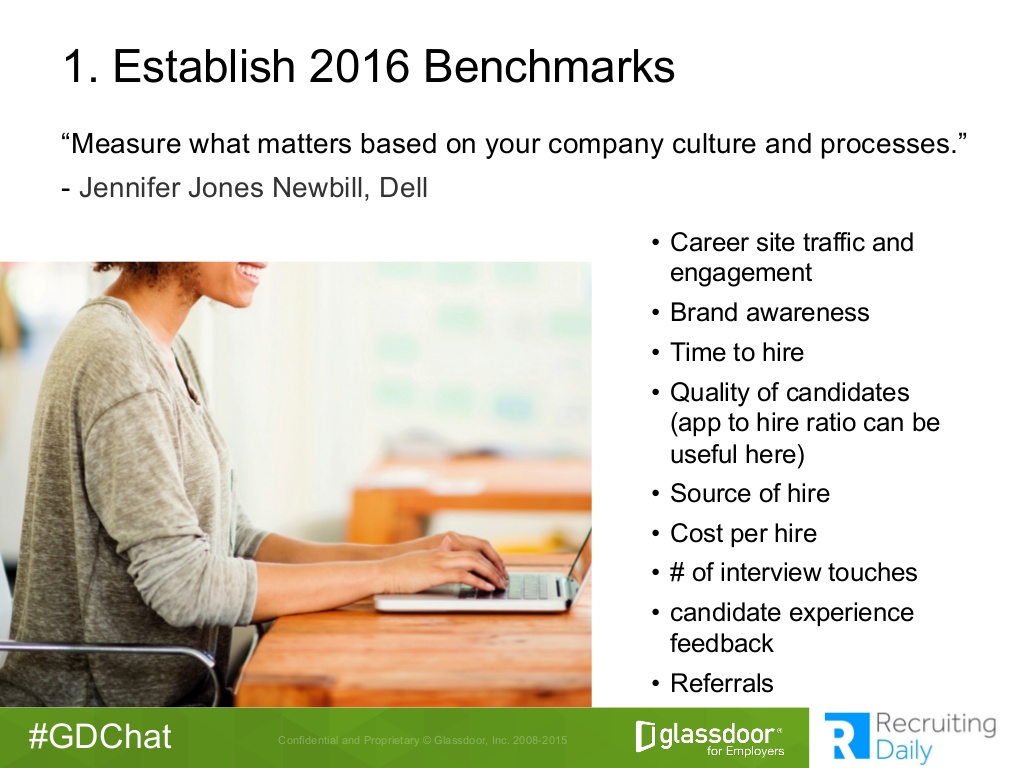 1. Establish 2016 Benchmarks
“Measure what matters based on your company culture and processes.”
- Jennifer Jones Newbill, Dell
• Career site traffic and
engagement
• Brand awareness
• Time to hire
• Quality of candidates
(app to hire ratio can be
useful here)
• Source of hire
• Cost per hire
• # of interview touches
• candidate experience
feedback
• Referrals
#GDChat
Confidential and Proprietary © Glassdoor, Inc. 2008-2015
glassdoor®
for Employers
R
Recruiting
Daily